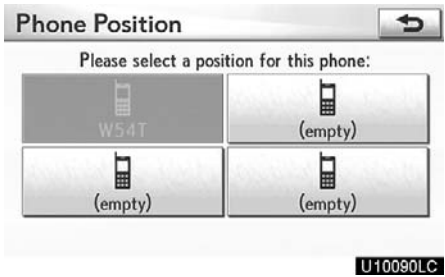 Phone Position
Please select a position for this phone:
W54T
(empty)
(empty)
(empty)
U10090LC